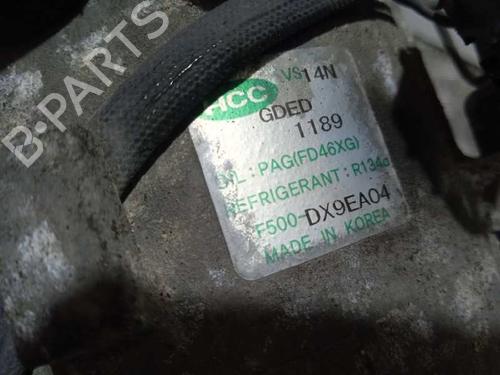 B-PARTS
HCC VS14N
GDED
1189
OIL : PAG(FD46XG)
REFRIGERANT : R134a
F500-DX9EA04
MADE IN KOREA